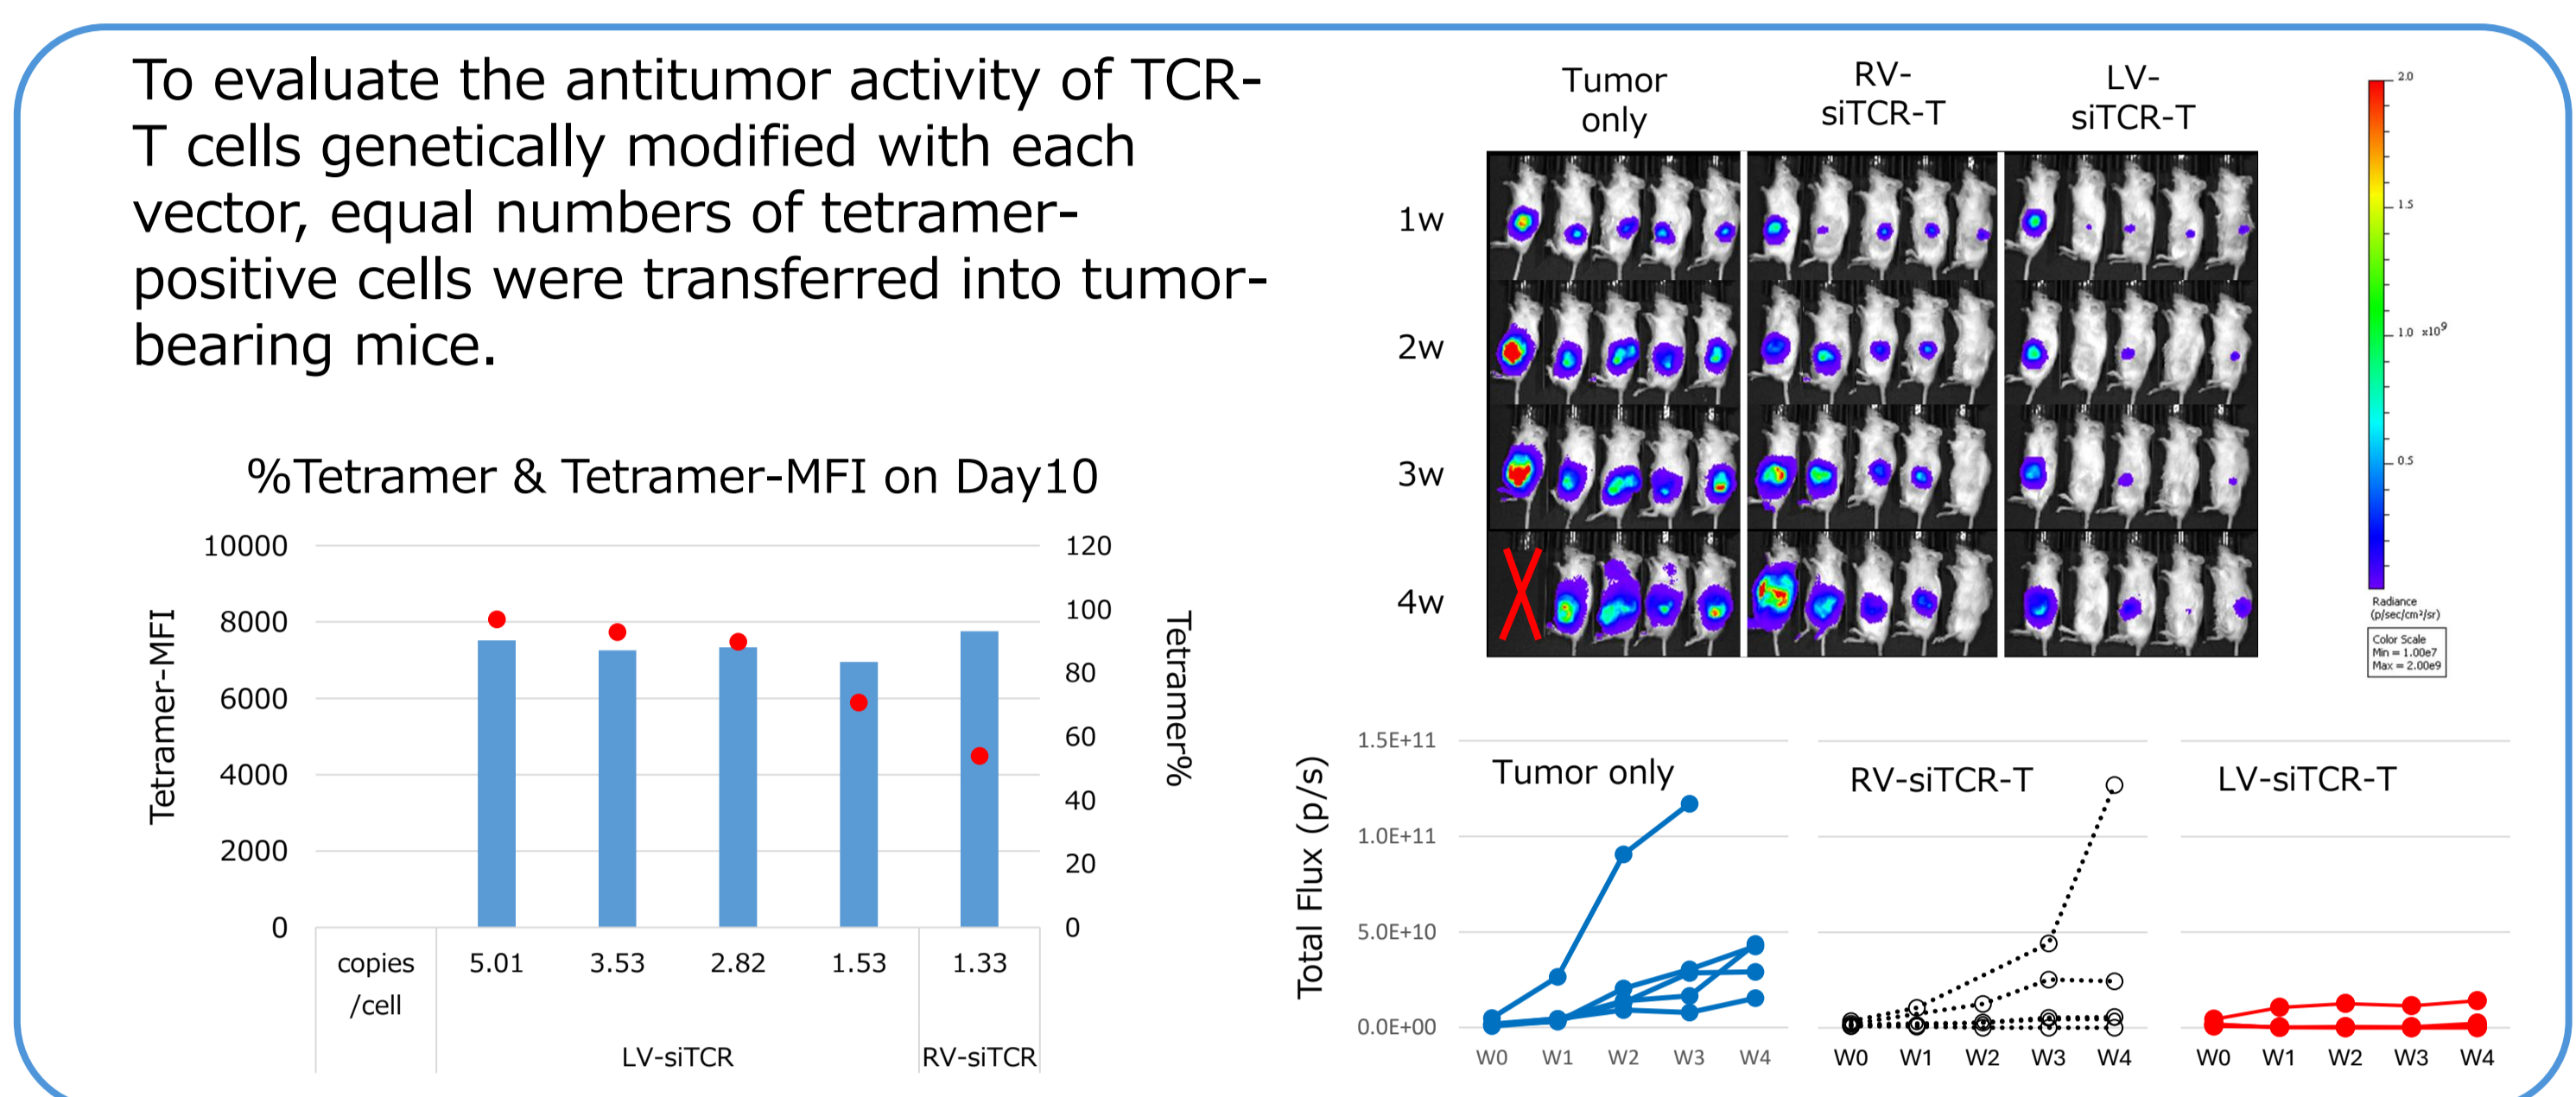 To evaluate the antitumor activity of TCR-
T cells genetically modified with each
vector, equal numbers of tetramer-
positive cells were transferred into tumor-
bearing mice.
%Tetramer & Tetramer-MFI on Day10
Tetramer-MFI
10000
8000
6000
4000
2000
0
120
100
80
60
40
20
0
Tetramer%
copies
/cell
5.01
3.53
2.82
1.53
1.33
LV-siTCR
RV-siTCR
Tumor
only
RV-
siTCR-T
LV-
siTCR-T
1w
2w
3w
4w
2.0
1.5
1.0 x10⁹
0.5
Radiance
(p/sec/cm²/sr)
Color Scale
Min = 1.00e7
Max = 2.00e9
Total Flux (p/s)
1.5E+11
1.0E+11
5.0E+10
0.0E+00
Tumor only
W0 W1 W2 W3 W4
RV-siTCR-T
W0 W1 W2 W3 W4
LV-siTCR-T
W0 W1 W2 W3 W4